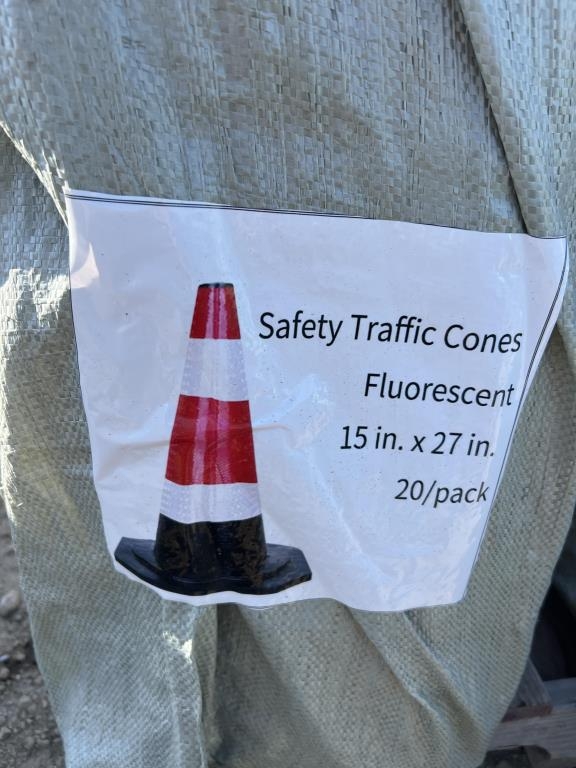 Safety Traffic Cones
Fluorescent
15 in. x 27 in.
20/pack